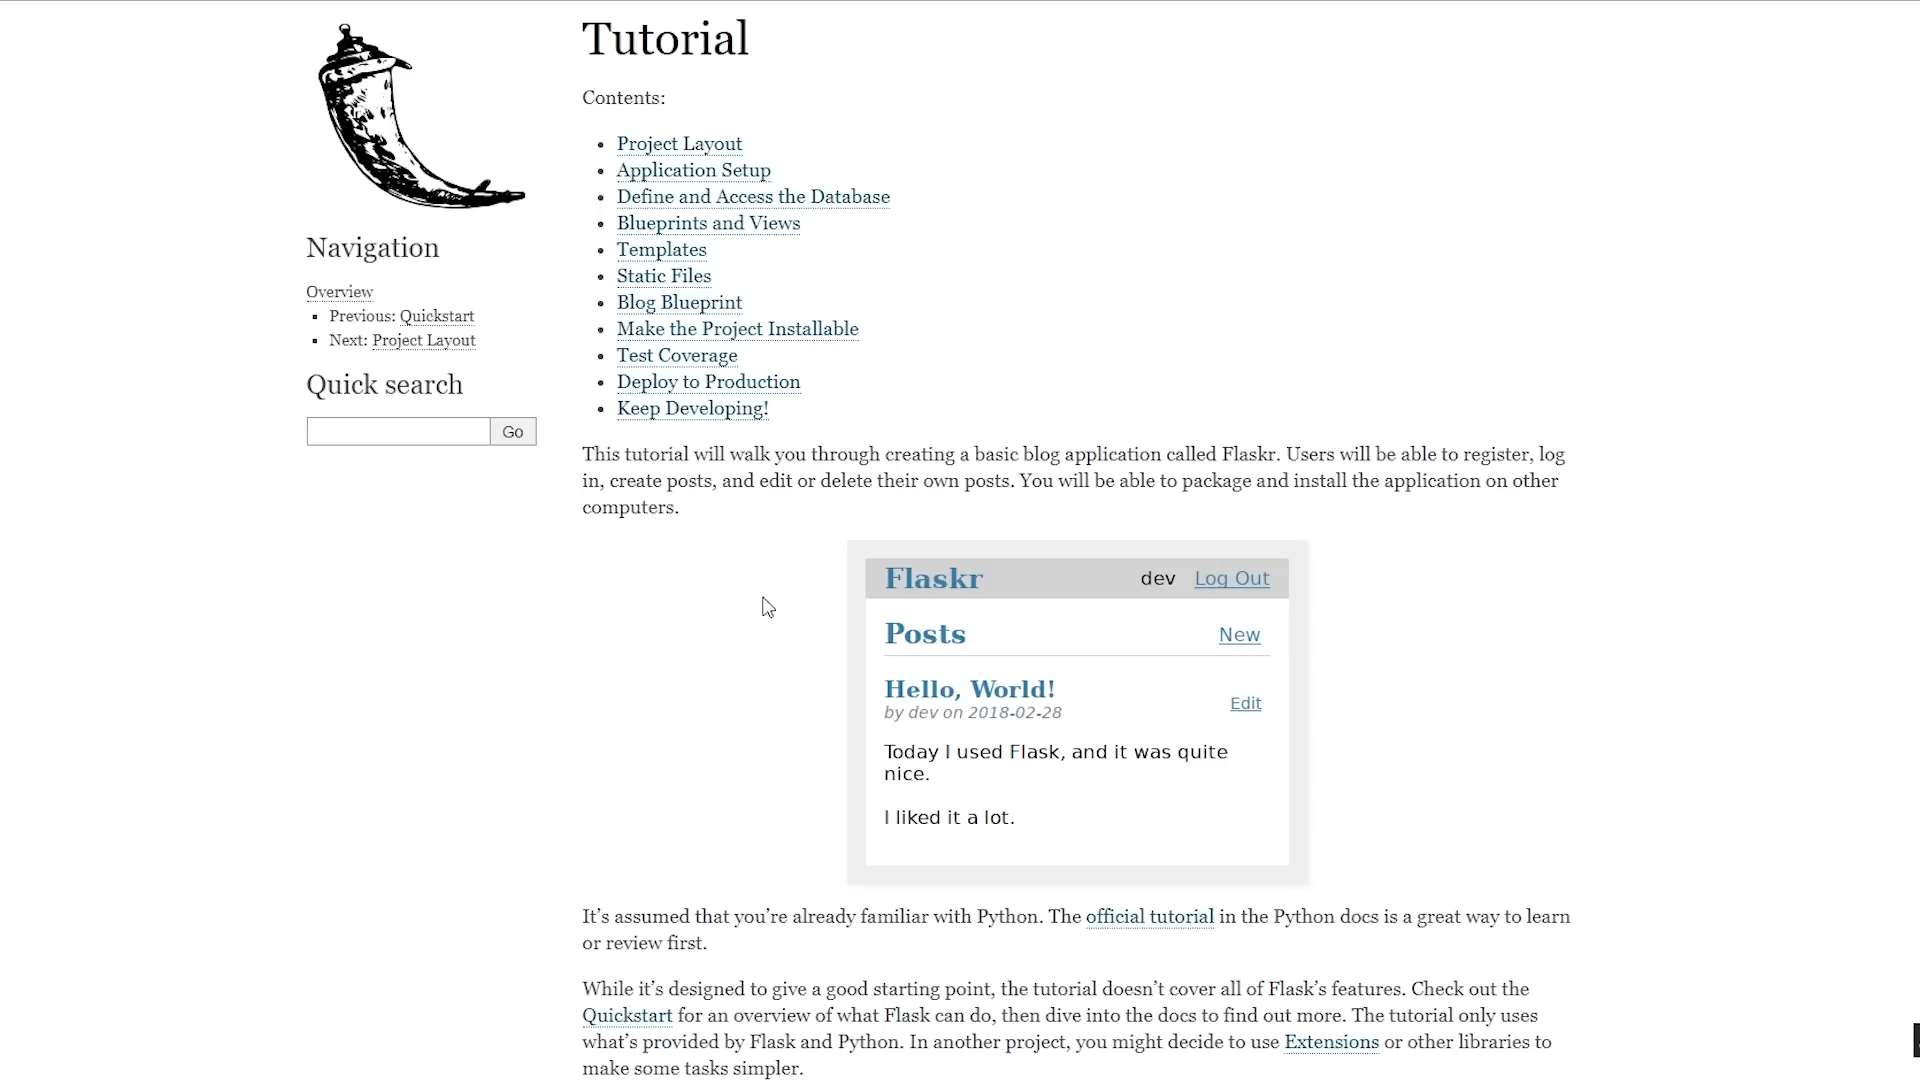 Tutorial
Contents:
Project Layout
Application Setup
Define and Access the Database
Blueprints and Views
Templates
Static Files
Blog Blueprint
Make the Project Installable
Test Coverage
Deploy to Production
Keep Developing!
Navigation
Overview
Previous: Quickstart
Next: Project Layout
Quick search
Go
This tutorial will walk you through creating a basic blog application called Flaskr. Users will be able to register, log
in, create posts, and edit or delete their own posts. You will be able to package and install the application on other
computers.
Flaskr dev Log Out
Posts New
Hello, World!
by dev on 2018-02-28
Edit
Today I used Flask, and it was quite
nice.
I liked it a lot.
It’s assumed that you’re already familiar with Python. The official tutorial in the Python docs is a great way to learn
or review first.
While it’s designed to give a good starting point, the tutorial doesn’t cover all of Flask’s features. Check out the
Quickstart for an overview of what Flask can do, then dive into the docs to find out more. The tutorial only uses
what’s provided by Flask and Python. In another project, you might decide to use Extensions or other libraries to
make some tasks simpler.